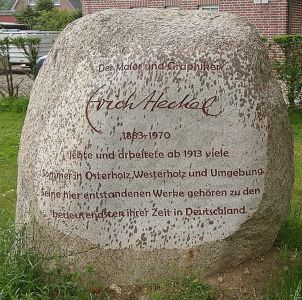 Der Maler und Graphiker
Erich Heckel
1883-1970
lebte und arbeitete ab 1913 viele
Sommer in Osterholz, Westerholz und Umgebung
Seine hier entstandenen Werke gehören zu den
bedeutendsten ihrer Zeit in Deutschland.